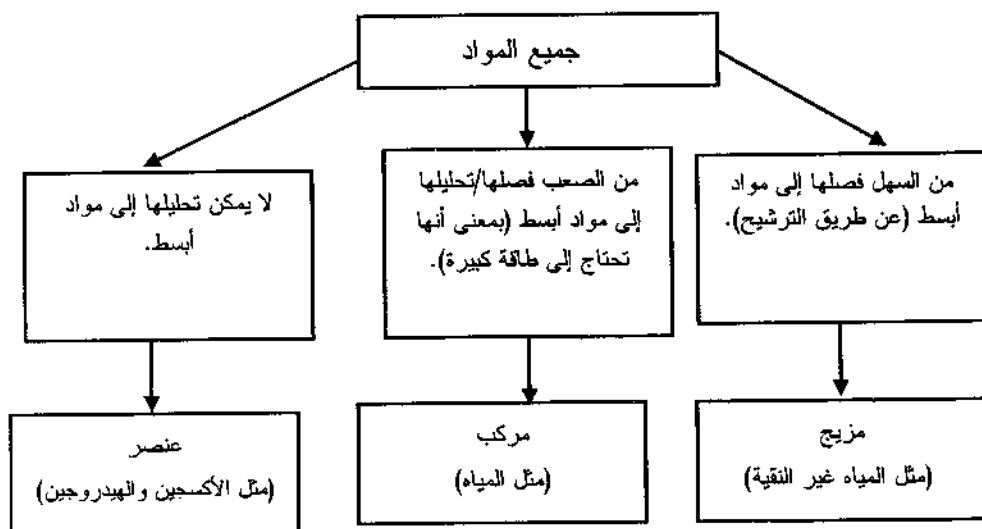 جميع المواد
من السهل فصلها إلى مواد
أبسط (عن طريق الترشيح).
من الصعب فصلها/تحليلها
إلى مواد أبسط (بمعنى أنها
تحتاج إلى طاقة كبيرة).
لا يمكن تحليلها إلى مواد
أبسط.
مزيج
(مثل المياه غير النقية)
مركب
(مثل المياه)
عنصر
(مثل الأكسجين والهيدروجين)